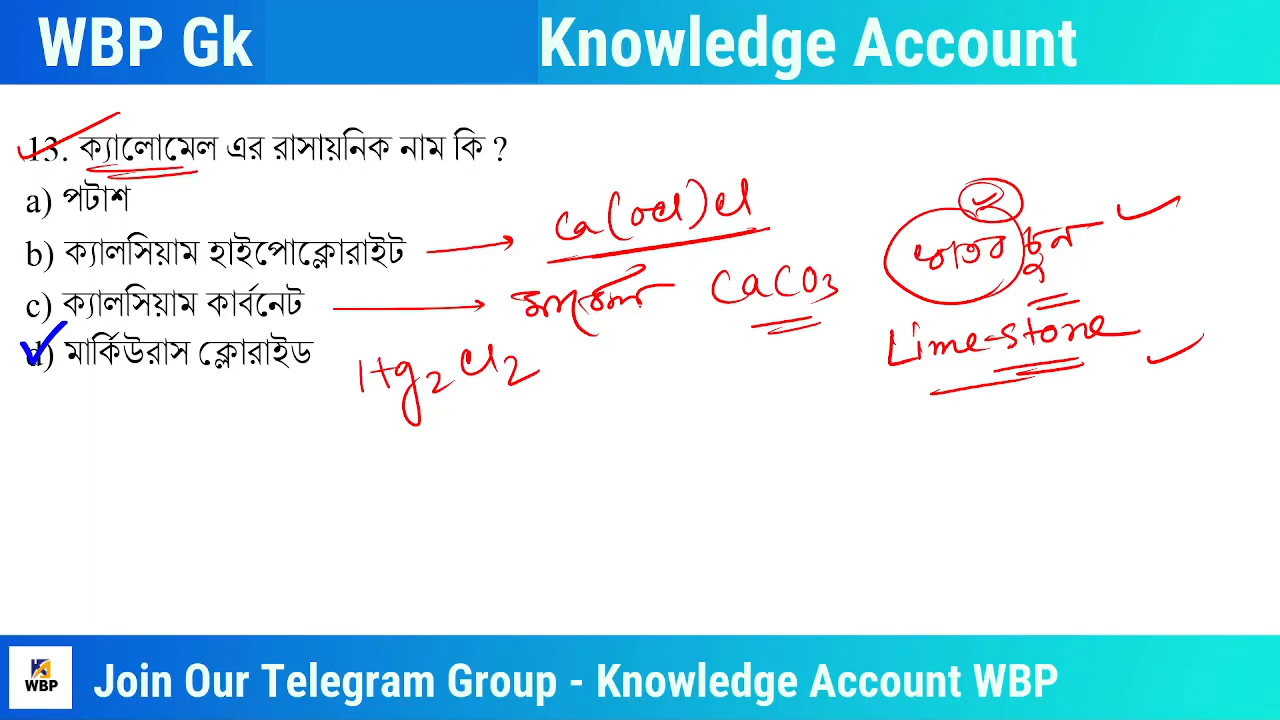 WBP Gk Knowledge Account
13. ক্যালোমেল এর রাসায়নিক নাম কি ?
a) পটাশ
b) ক্যালসিয়াম হাইপোক্লোরাইট
Ca(OCl)Cl
চুন
c) ক্যালসিয়াম কার্বনেট
মার্বেল CaCO3
Lime-stone
d) মার্কিউরাস ক্লোরাইড
Hg2Cl2
WBP
Join Our Telegram Group - Knowledge Account WBP